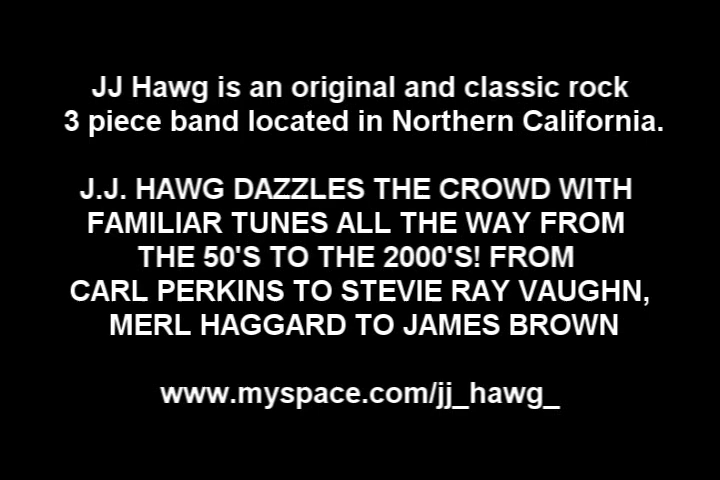 JJ Hawg is an original and classic rock
3 piece band located in Northern California.
J.J. HAWG DAZZLES THE CROWD WITH
FAMILIAR TUNES ALL THE WAY FROM
THE 50'S TO THE 2000'S! FROM
CARL PERKINS TO STEVIE RAY VAUGHN,
MERL HAGGARD TO JAMES BROWN
www.myspace.com/jj_hawg_